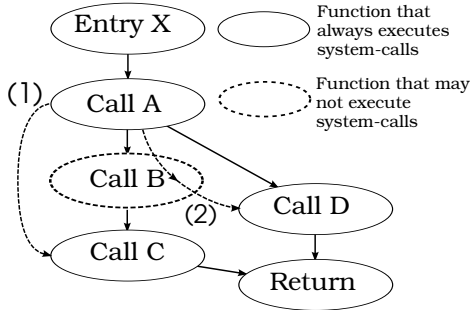 Entry X
Function that
always executes
system-calls
(1)
Call A
Function that may
not execute
system-calls
Call B
(2)
Call D
Call C
Return